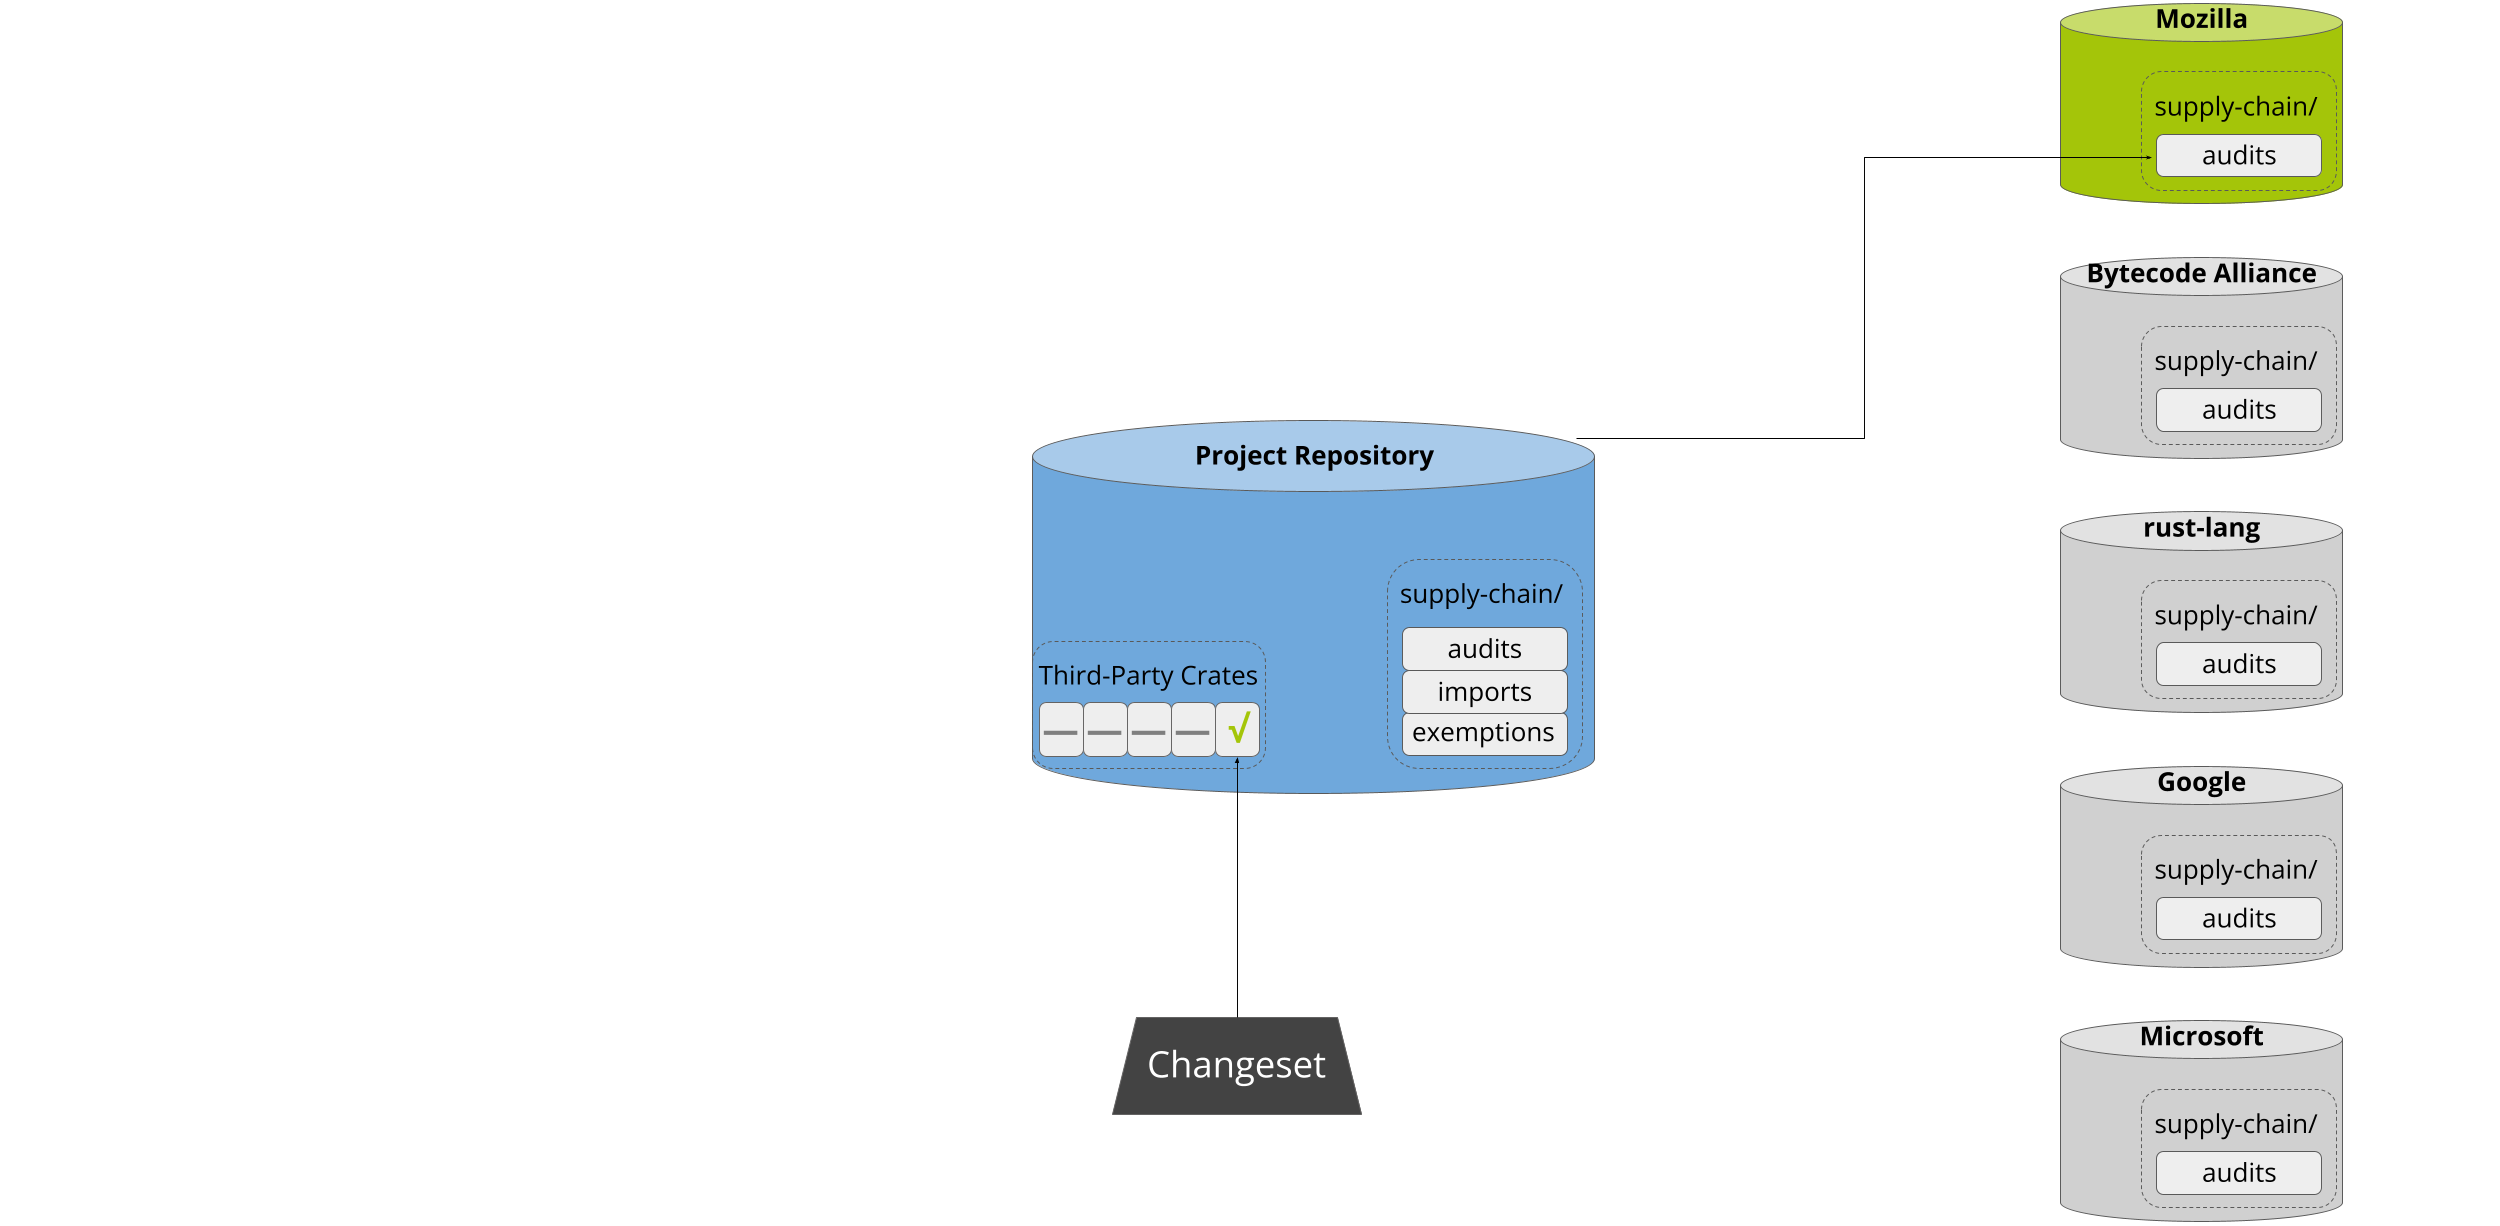 Mozilla
supply-chain/
audits
Bytecode Alliance
supply-chain/
audits
Project Repository
supply-chain/
audits
imports
exemptions
Third-Party Crates
√
rust-lang
supply-chain/
audits
Google
supply-chain/
audits
Changeset
Microsoft
supply-chain/
audits